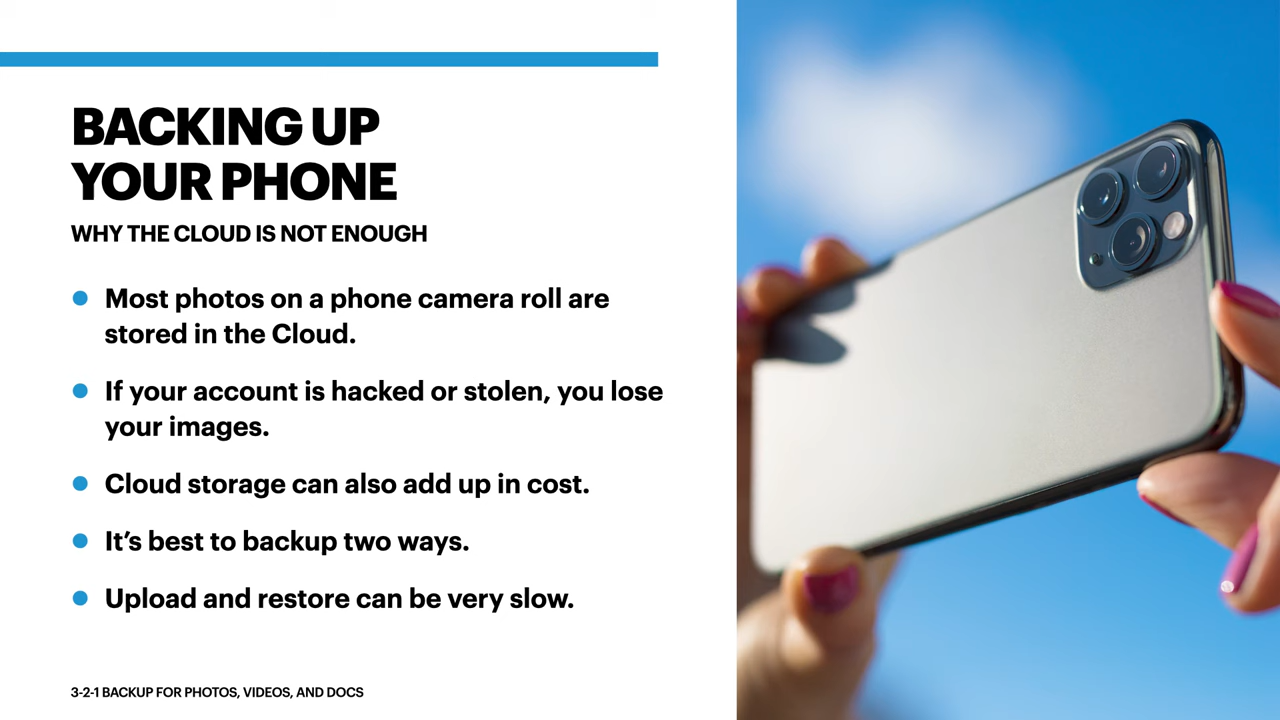 BACKING UP
YOUR PHONE
WHY THE CLOUD IS NOT ENOUGH
Most photos on a phone camera roll are
stored in the Cloud.
If your account is hacked or stolen, you lose
your images.
Cloud storage can also add up in cost.
It’s best to backup two ways.
Upload and restore can be very slow.
3-2-1 BACKUP FOR PHOTOS, VIDEOS, AND DOCS